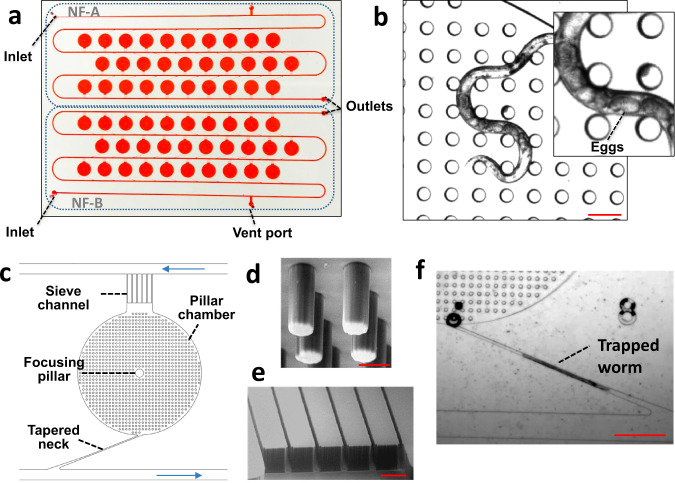 a
NF-A
Inlet
Outlets
Inlet
NF-B
Vent port
b
Eggs
c
Sieve
channel
Pillar
chamber
Focusing
pillar
Tapered
neck
d
e
f
Trapped
worm